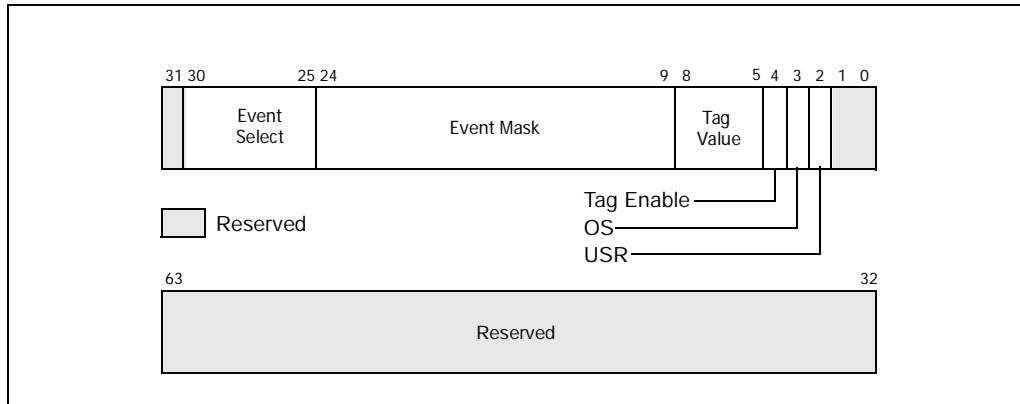 31 30 25 24 9 8 5 4 3 2 1 0
Event
Select
Event Mask
Tag
Value
Tag Enable
Reserved
OS
USR
63 32
Reserved